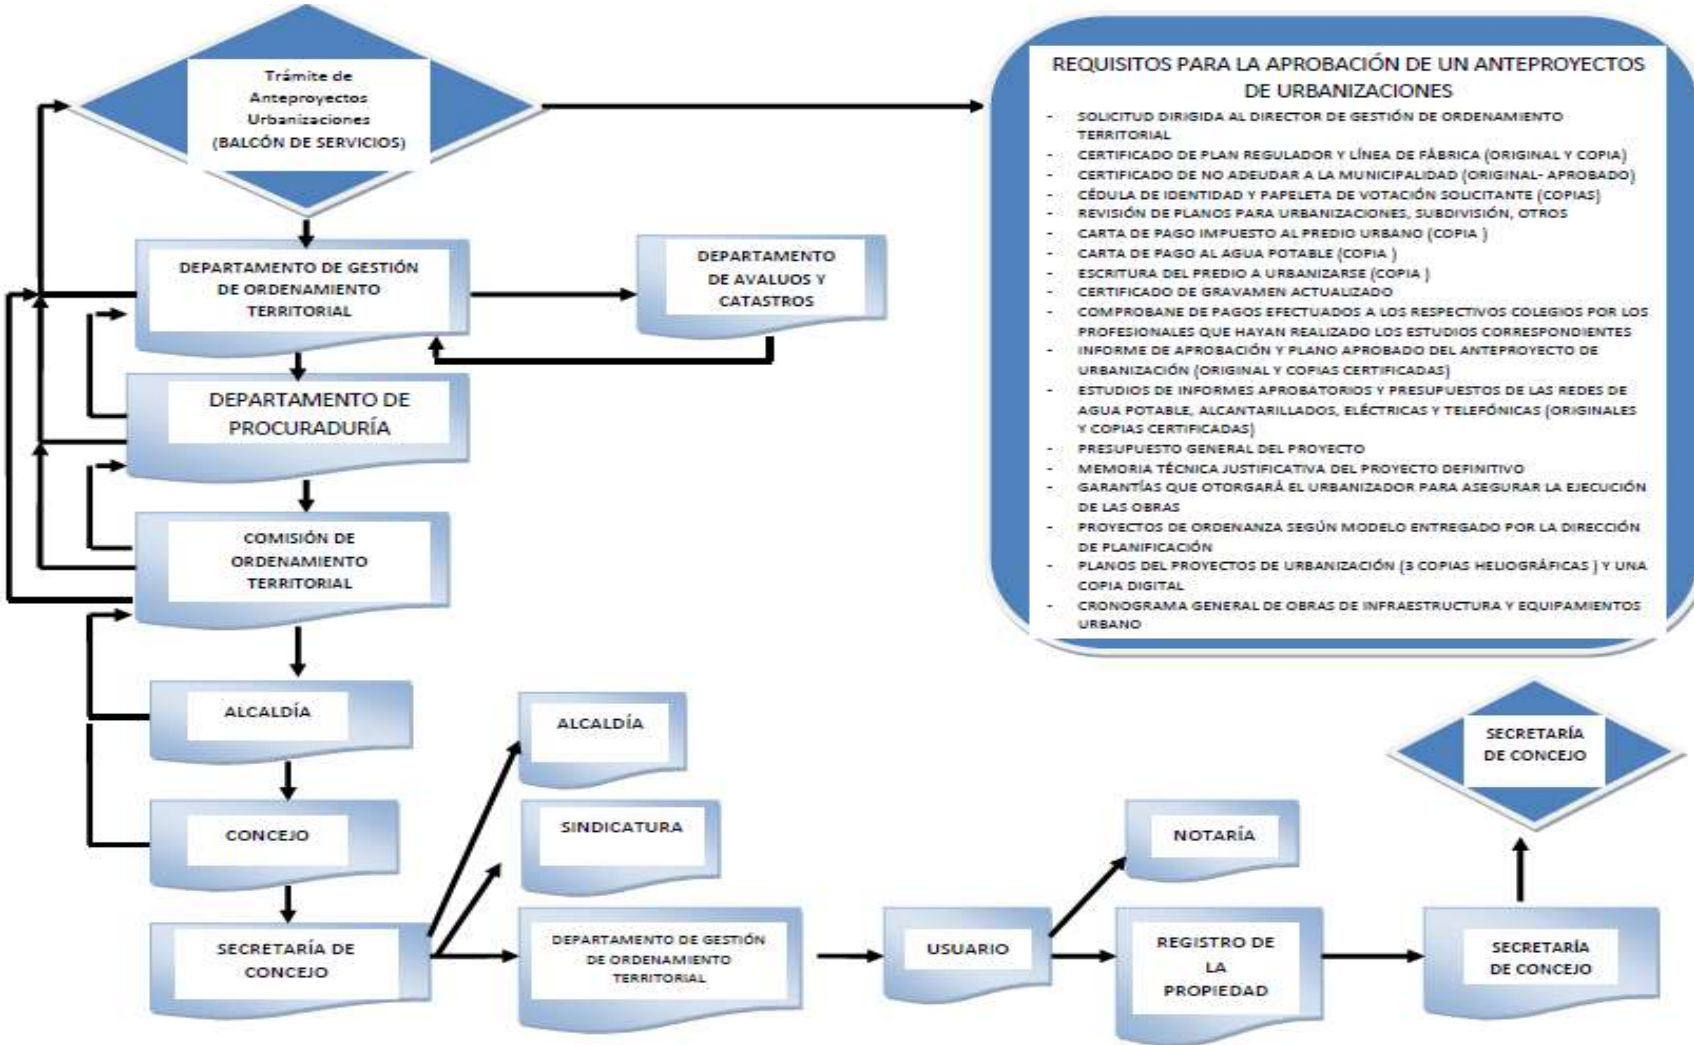 Trámite de
Anteproyectos
Urbanizaciones
(BALCÓN DE SERVICIOS)
REQUISITOS PARA LA APROBACIÓN DE UN ANTEPROYECTOS
DE URBANIZACIONES
- SOLICITUD DIRIGIDA AL DIRECTOR DE GESTIÓN DE ORDENAMIENTO
TERRITORIAL
- CERTIFICADO DE PLAN REGULADOR Y LÍNEA DE FÁBRICA (ORIGINAL Y COPIA)
- CERTIFICADO DE NO ADEUDAR A LA MUNICIPALIDAD (ORIGINAL- APROBADO)
- CÉDULA DE IDENTIDAD Y PAPELETA DE VOTACIÓN SOLICITANTE (COPIAS)
- REVISIÓN DE PLANOS PARA URBANIZACIONES, SUBDIVISIÓN, OTROS
- CARTA DE PAGO IMPUESTO AL PREDIO URBANO (COPIA )
- CARTA DE PAGO AL AGUA POTABLE (COPIA )
- ESCRITURA DEL PREDIO A URBANIZARSE (COPIA )
- CERTIFICADO DE GRAVAMEN ACTUALIZADO
- COMPROBANE DE PAGOS EFECTUADOS A LOS RESPECTIVOS COLEGIOS POR LOS
PROFESIONALES QUE HAYAN REALIZADO LOS ESTUDIOS CORRESPONDIENTES
- INFORME DE APROBACIÓN Y PLANO APROBADO DEL ANTEPROYECTO DE
URBANIZACIÓN (ORIGINAL Y COPIAS CERTIFICADAS)
- ESTUDIOS DE INFORMES APROBATORIOS Y PRESUPUESTOS DE LAS REDES DE
AGUA POTABLE, ALCANTARILLADOS, ELÉCTRICAS Y TELEFÓNICAS (ORIGINALES
Y COPIAS CERTIFICADAS)
- PRESUPUESTO GENERAL DEL PROYECTO
- MEMORIA TÉCNICA JUSTIFICATIVA DEL PROYECTO DEFINITIVO
- GARANTÍAS QUE OTORGARÁ EL URBANIZADOR PARA ASEGURAR LA EJECUCIÓN
DE LAS OBRAS
- PROYECTOS DE ORDENANZA SEGÚN MODELO ENTREGADO POR LA DIRECCIÓN
DE PLANIFICACIÓN
- PLANOS DEL PROYECTOS DE URBANIZACIÓN (3 COPIAS HELIOGRÁFICAS ) Y UNA
COPIA DIGITAL
- CRONOGRAMA GENERAL DE OBRAS DE INFRAESTRUCTURA Y EQUIPAMIENTOS
URBANO
DEPARTAMENTO DE GESTIÓN
DE ORDENAMIENTO
TERRITORIAL
DEPARTAMENTO
DE AVALUOS Y
CATASTROS
DEPARTAMENTO DE
PROCURADURÍA
COMISIÓN DE
ORDENAMIENTO
TERRITORIAL
ALCALDÍA
CONCEJO
SECRETARÍA DE
CONCEJO
ALCALDÍA
SINDICATURA
DEPARTAMENTO DE GESTIÓN
DE ORDENAMIENTO
TERRITORIAL
USUARIO
NOTARÍA
REGISTRO DE
LA
PROPIEDAD
SECRETARÍA
DE CONCEJO
SECRETARÍA
DE CONCEJO